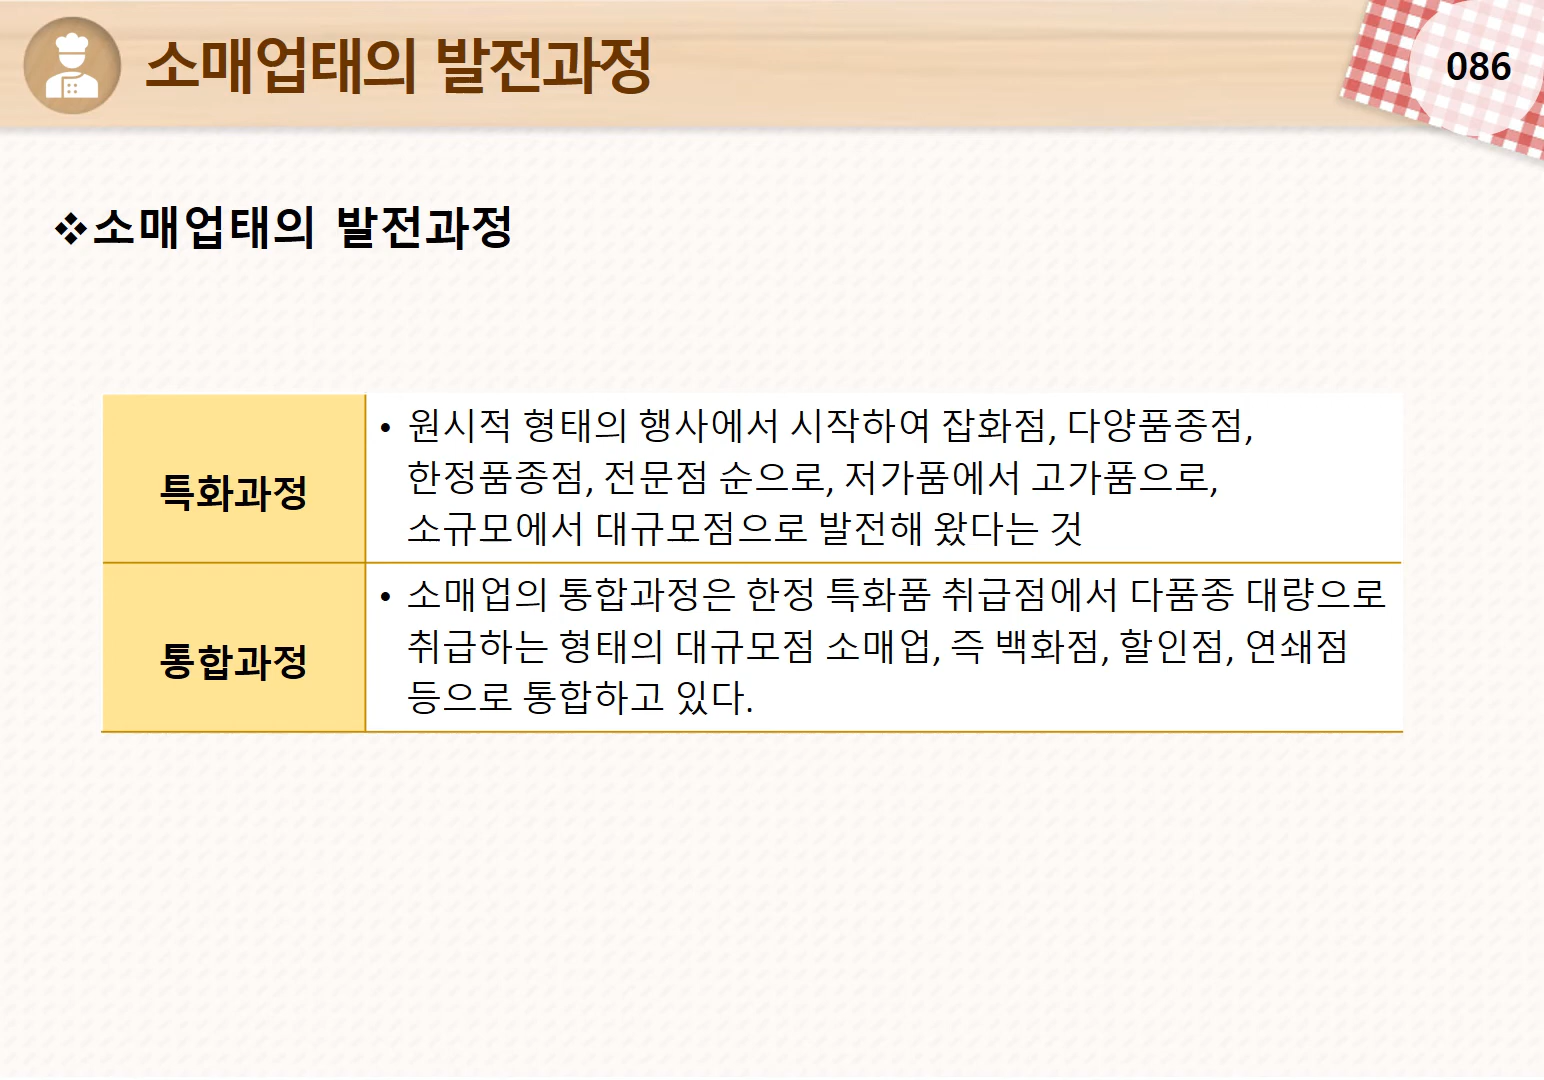 소매업태의 발전과정
086
❖소매업태의 발전과정
특화과정
• 원시적 형태의 행사에서 시작하여 잡화점, 다양품종점,
한정품종점, 전문점 순으로, 저가품에서 고가품으로,
소규모에서 대규모점으로 발전해 왔다는 것
통합과정
• 소매업의 통합과정은 한정 특화품 취급점에서 다품종 대량으로
취급하는 형태의 대규모점 소매업, 즉 백화점, 할인점, 연쇄점
등으로 통합하고 있다.